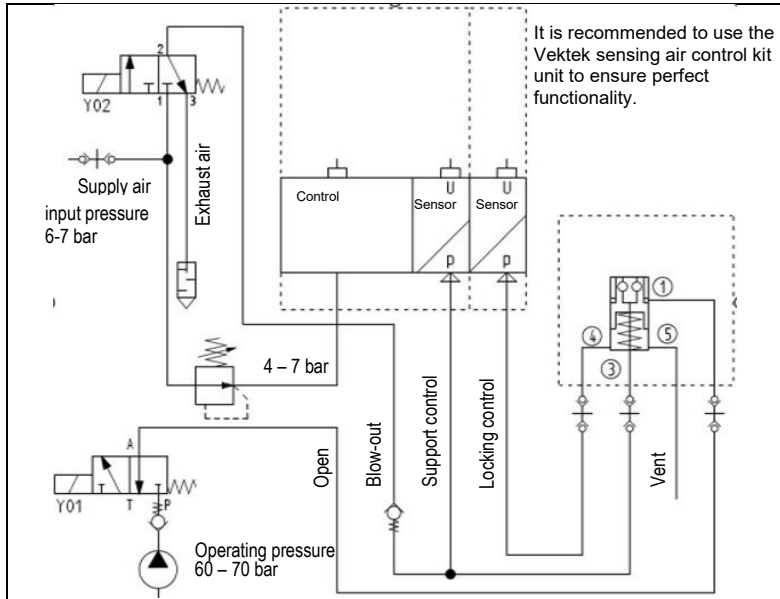 It is recommended to use the
Vektek sensing air control kit
unit to ensure perfect
functionality.
2
1
3
Y02
Supply air
input pressure
6-7 bar
Exhaust air
Control
U
Sensor
p
U
Sensor
p
4 – 7 bar
1
4
5
3
A
T
P
Y01
Open
Blow-out
Support control
Locking control
Vent
Operating pressure
60 – 70 bar